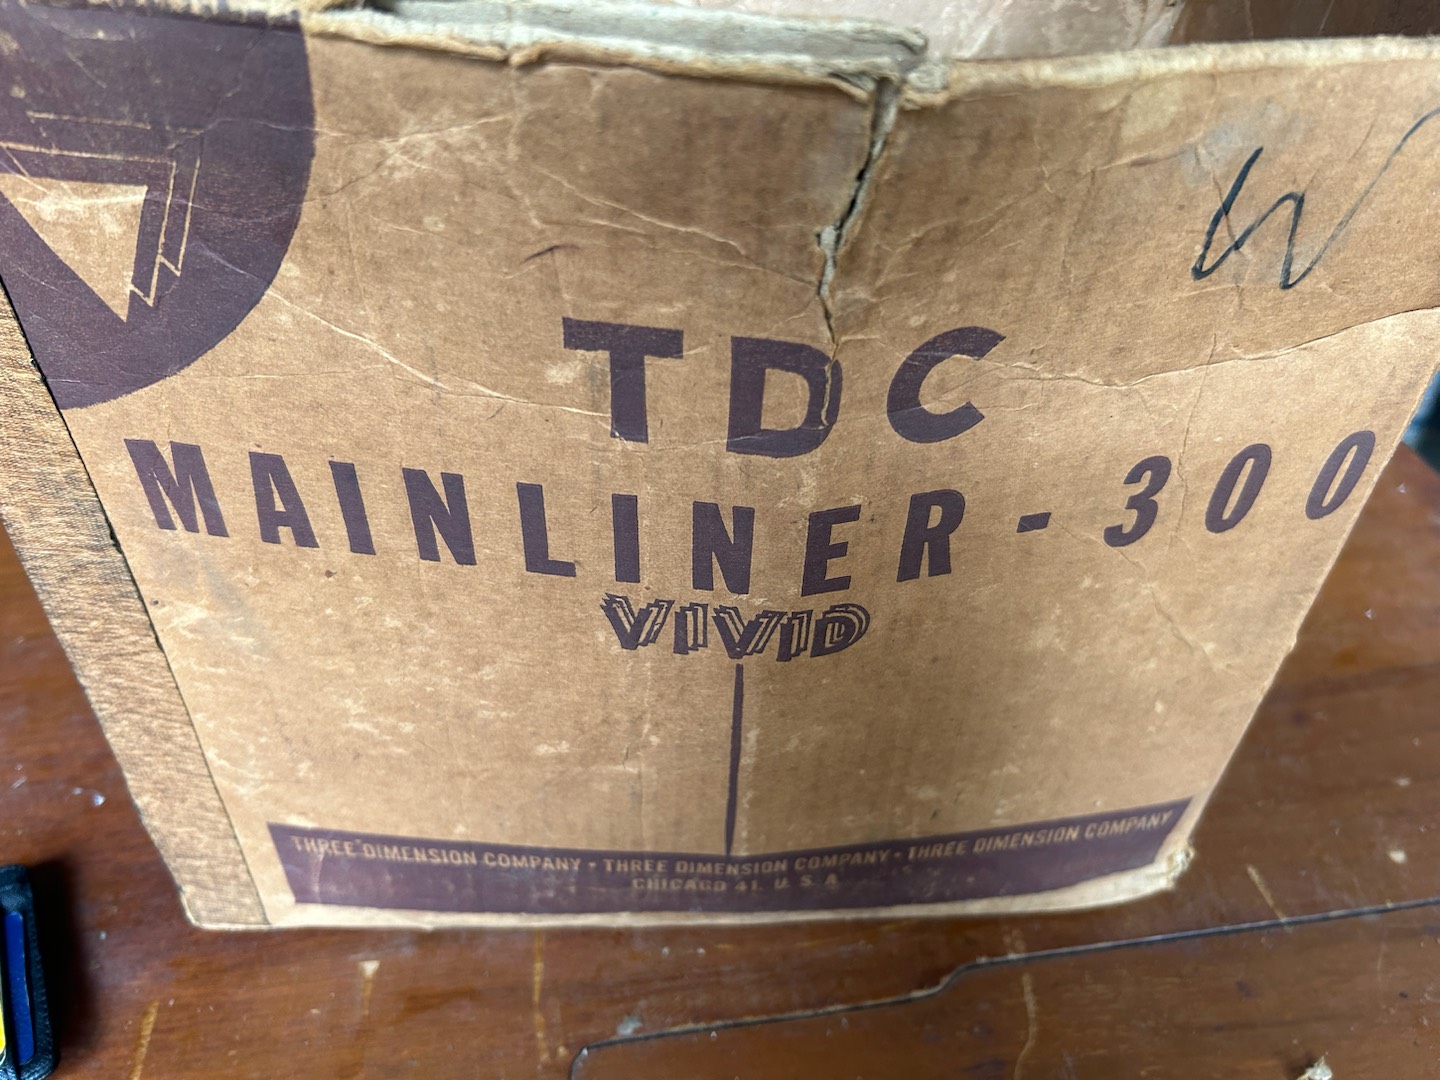 W
TDC
MAINLINER - 300
VIVID
THREE DIMENSION COMPANY • THREE DIMENSION COMPANY • THREE DIMENSION COMPANY
CHICAGO 41, U. S. A.